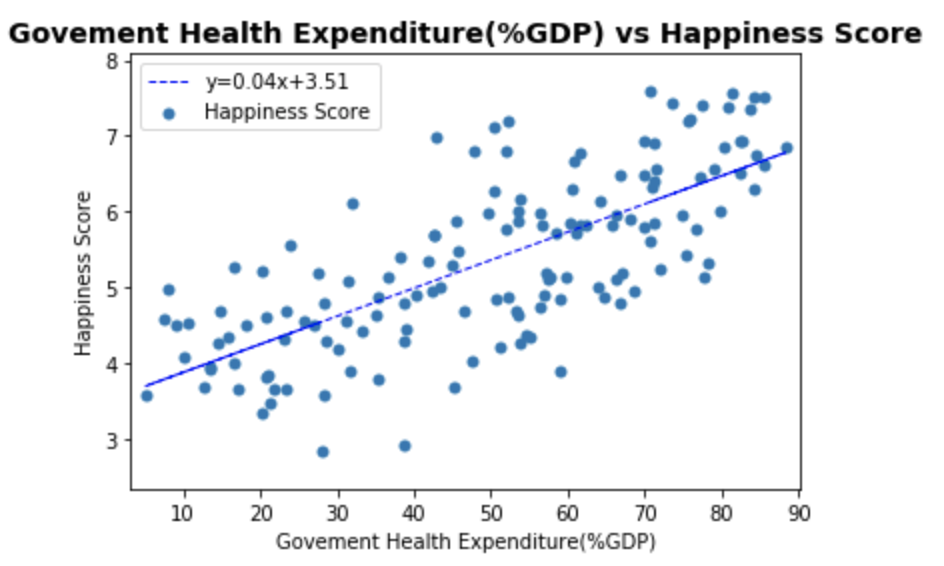 Govement Health Expenditure(%GDP) vs Happiness Score
y=0.04x+3.51
Happiness Score
Happiness Score
8
7
6
5
4
3
10 20 30 40 50 60 70 80 90
Govement Health Expenditure(%GDP)